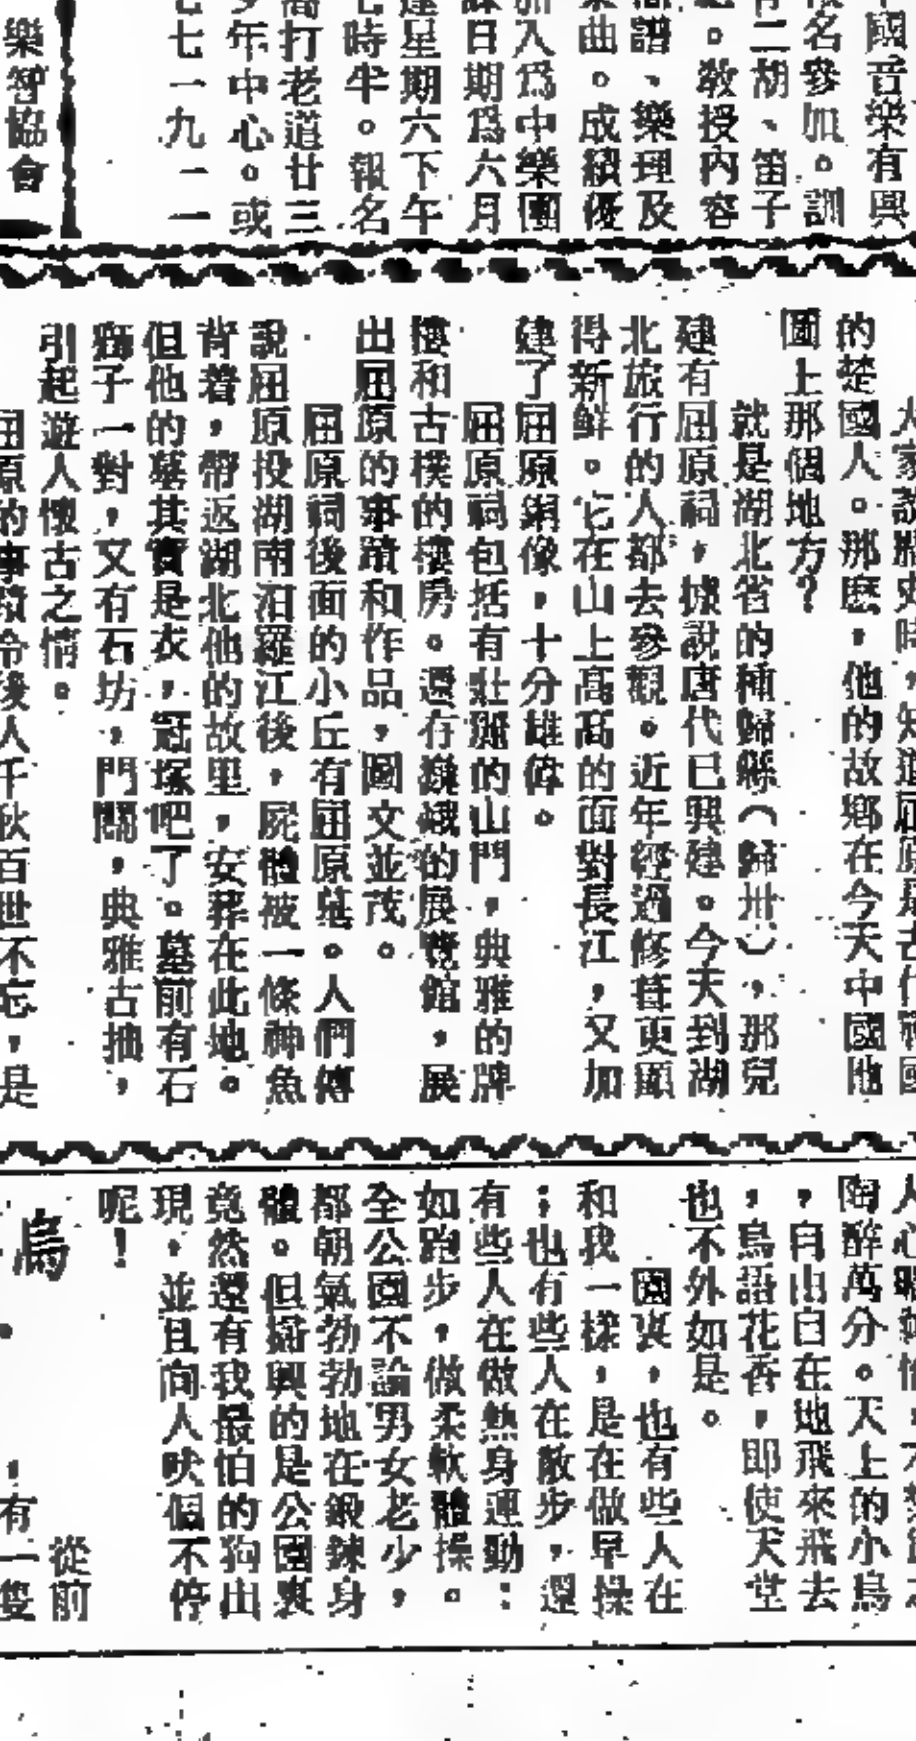 國音樂有興
報名參加。訓
有二胡、笛子
。教授內容
譜、樂理及
樂曲。成績優
加入爲中樂團
課日期爲六月
逢星期六下午
七時半。報名
打老道廿三
少年中心。或
七七一九一一
樂智協會
的楚國人。那麽,他的故鄉在今天中國地
圖上那個地方?
就是湖北省的種歸縣(歸州),那兒
建有屈原祠,據說唐代已興建。今天到湖
北旅行的人都去參觀。近年經過修葺更顯
得新鮮。它在山上高高的面對長江,又加
建了屈原銅像,十分雄偉。
屈原祠包括有壯麗的山門,典雅的牌
樓和古樸的樓房。還有巍峨的展覽館,展
出屈原的事蹟和作品,圖文並茂。
屈原祠後面的小丘有屈原墓。人們傳
說屈原投湖南汨羅江後,屍體被一條神魚
背着,帶返湖北他的故里,安葬在此地。
但他的墓其實是衣,冠塚吧了。墓前有石
獅子一對,又有石坊,門闕,典雅古抽,
引起遊人懷古之情。
屈原的事蹟令後人千秋百世不忘,是
陶醉萬分。天上的小鳥
,自由自在地飛來飛去
,鳥語花香,即使天堂
也不外如是。
園裏,也有些人在
和我一樣,是在做早操
;也有些人在散步,還
有些人在做熱身運動:
如跑步,做柔軟體操。
全公園不論男女老少,
都朝氣勃勃地在鍛鍊身
體。但掃興的是公園裏
竟然還有我最怕的狗出
現,並且向人吠個不停
呢!
烏
從前
,有一隻